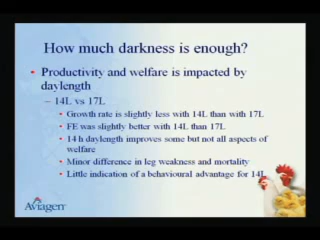 How much darkness is enough?
• Productivity and welfare is impacted by
daylength
– 14L vs 17L
• Growth rate is slightly less with 14L than with 17L
• FE was slightly better with 14L than 17L
• 14 h daylength improves some but not all aspects of
welfare
• Minor difference in leg weakness and mortality
• Little indication of a behavioural advantage for 14L
Aviagen